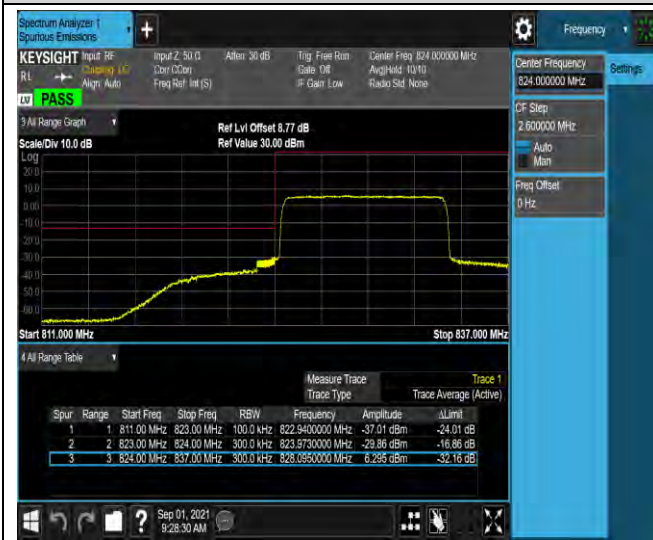 Spectrum Analyzer 1
Spurious Emissions
Frequency
KEYSIGHT
Input: RF
Coupling: DC
Align: Auto
Input Z: 50 Ω
Corr CCorr
Freq Ref: Int (S)
Atten: 30 dB
Trig: Free Run
Gate: Off
IF Gain: Low
Center Freq: 824.000000 MHz
Avg|Hold: 10/10
Radio Std: None
RL
LXI
PASS
Center Frequency
824.000000 MHz
Settings
CF Step
2.600000 MHz
Auto
Man
Freq Offset
0 Hz
3 All Range Graph
Scale/Div 10.0 dB
Ref Lvl Offset 8.77 dB
Ref Value 30.00 dBm
Log
20.0
10.0
0.00
-10.0
-20.0
-30.0
-40.0
-50.0
-60.0
Start 811.000 MHz
Stop 837.000 MHz
4 All Range Table
Measure Trace Trace 1
Trace Type Trace Average (Active)
Spur Range Start Freq Stop Freq RBW Frequency Amplitude ΔLimit
1 1 811.00 MHz 823.00 MHz 100.0 kHz 822.9400000 MHz -37.01 dBm -24.01 dB
2 2 823.00 MHz 824.00 MHz 300.0 kHz 823.9730000 MHz -29.86 dBm -16.86 dB
3 3 824.00 MHz 837.00 MHz 300.0 kHz 828.0950000 MHz 6.295 dBm -32.16 dB
Sep 01, 2021
9:28:30 AM